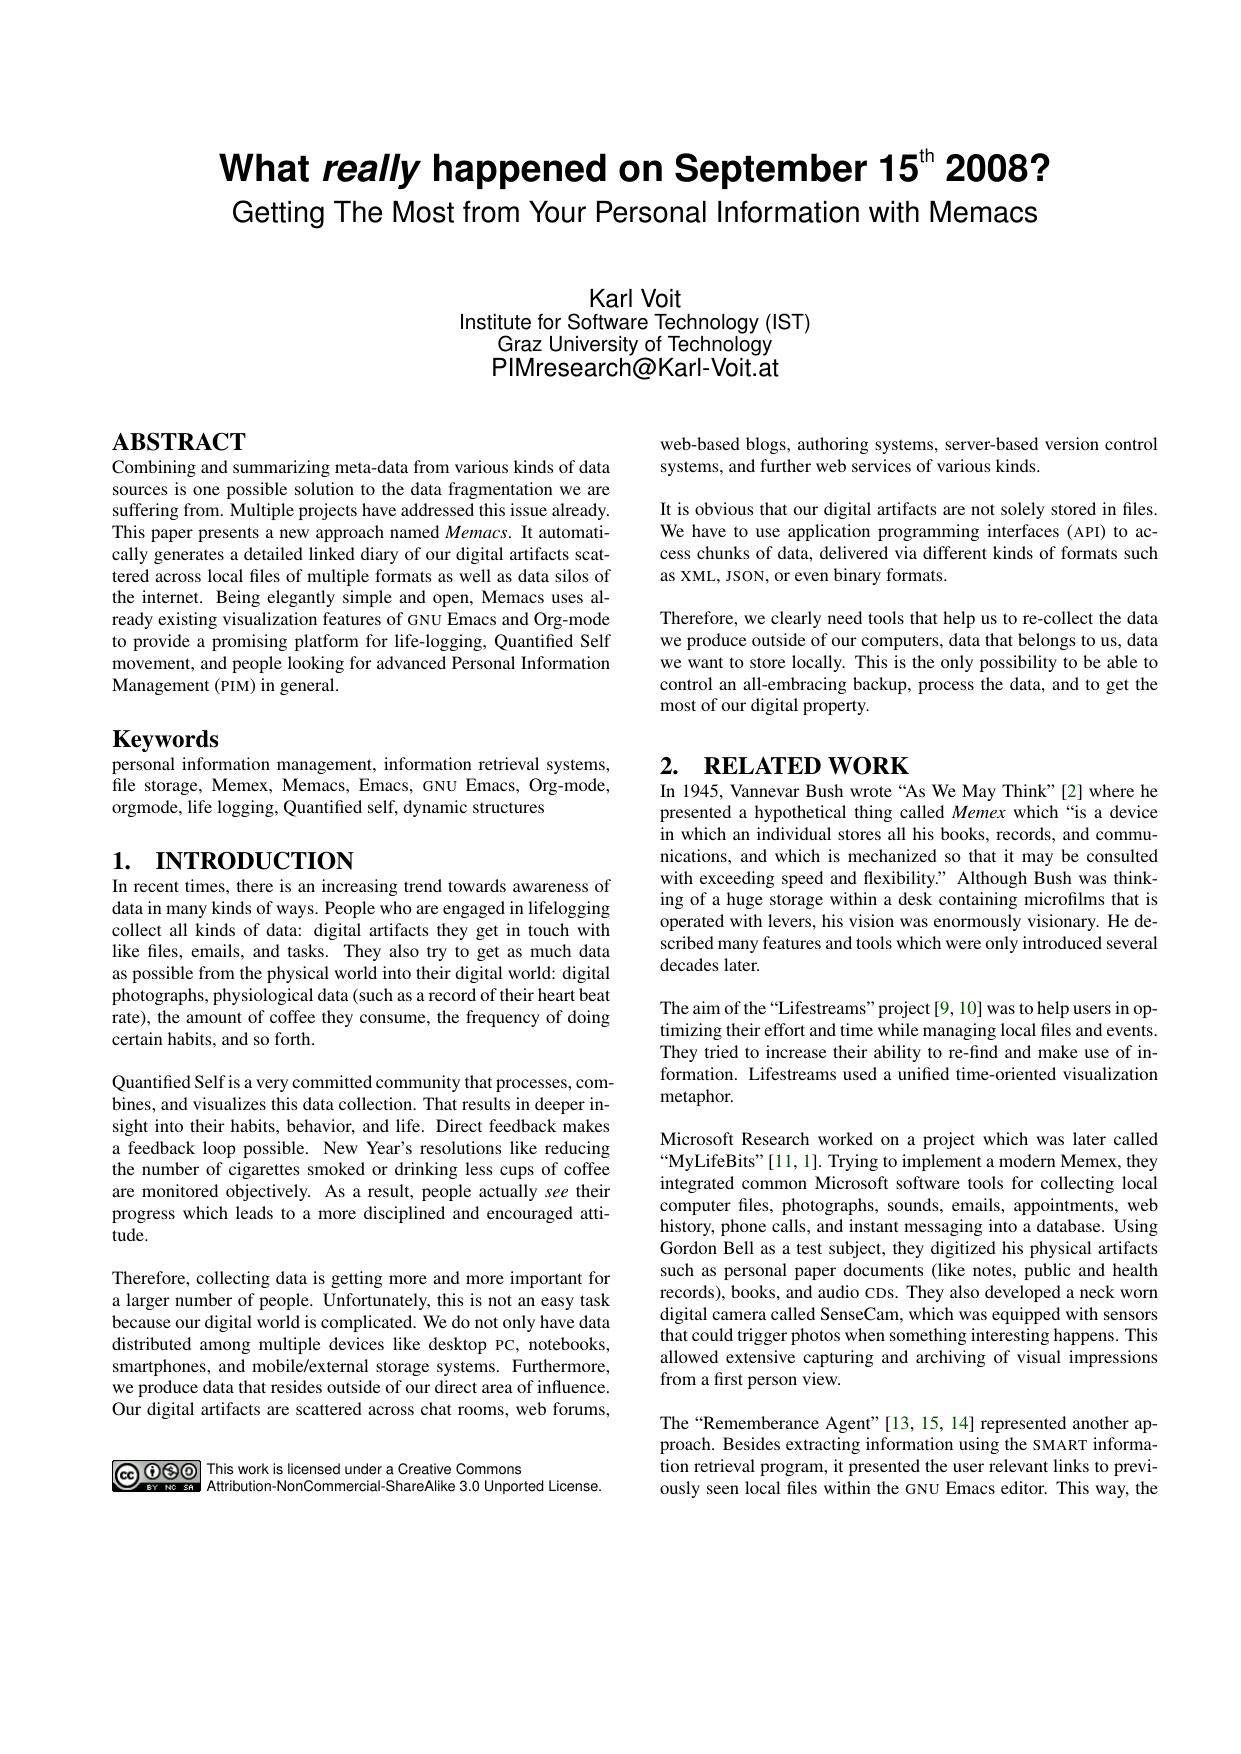 What really happened on September 15th 2008?
Getting The Most from Your Personal Information with Memacs
Karl Voit
Institute for Software Technology (IST)
Graz University of Technology
PIMresearch@Karl-Voit.at
ABSTRACT
Combining and summarizing meta-data from various kinds of data
sources is one possible solution to the data fragmentation we are
suffering from. Multiple projects have addressed this issue already.
This paper presents a new approach named Memacs. It automati-
cally generates a detailed linked diary of our digital artifacts scat-
tered across local files of multiple formats as well as data silos of
the internet. Being elegantly simple and open, Memacs uses al-
ready existing visualization features of GNU Emacs and Org-mode
to provide a promising platform for life-logging, Quantified Self
movement, and people looking for advanced Personal Information
Management (PIM) in general.
Keywords
personal information management, information retrieval systems,
file storage, Memex, Memacs, Emacs, GNU Emacs, Org-mode,
orgmode, life logging, Quantified self, dynamic structures
1. INTRODUCTION
In recent times, there is an increasing trend towards awareness of
data in many kinds of ways. People who are engaged in lifelogging
collect all kinds of data: digital artifacts they get in touch with
like files, emails, and tasks. They also try to get as much data
as possible from the physical world into their digital world: digital
photographs, physiological data (such as a record of their heart beat
rate), the amount of coffee they consume, the frequency of doing
certain habits, and so forth.
Quantified Self is a very committed community that processes, com-
bines, and visualizes this data collection. That results in deeper in-
sight into their habits, behavior, and life. Direct feedback makes
a feedback loop possible. New Year's resolutions like reducing
the number of cigarettes smoked or drinking less cups of coffee
are monitored objectively. As a result, people actually see their
progress which leads to a more disciplined and encouraged atti-
tude.
Therefore, collecting data is getting more and more important for
a larger number of people. Unfortunately, this is not an easy task
because our digital world is complicated. We do not only have data
distributed among multiple devices like desktop PC, notebooks,
smartphones, and mobile/external storage systems. Furthermore,
we produce data that resides outside of our direct area of influence.
Our digital artifacts are scattered across chat rooms, web forums,
cc BY NC SA
This work is licensed under a Creative Commons
Attribution-NonCommercial-ShareAlike 3.0 Unported License.
web-based blogs, authoring systems, server-based version control
systems, and further web services of various kinds.
It is obvious that our digital artifacts are not solely stored in files.
We have to use application programming interfaces (API) to ac-
cess chunks of data, delivered via different kinds of formats such
as XML, JSON, or even binary formats.
Therefore, we clearly need tools that help us to re-collect the data
we produce outside of our computers, data that belongs to us, data
we want to store locally. This is the only possibility to be able to
control an all-embracing backup, process the data, and to get the
most of our digital property.
2. RELATED WORK
In 1945, Vannevar Bush wrote “As We May Think” [2] where he
presented a hypothetical thing called Memex which “is a device
in which an individual stores all his books, records, and commu-
nications, and which is mechanized so that it may be consulted
with exceeding speed and flexibility.” Although Bush was think-
ing of a huge storage within a desk containing microfilms that is
operated with levers, his vision was enormously visionary. He de-
scribed many features and tools which were only introduced several
decades later.
The aim of the “Lifestreams” project [9, 10] was to help users in op-
timizing their effort and time while managing local files and events.
They tried to increase their ability to re-find and make use of in-
formation. Lifestreams used a unified time-oriented visualization
metaphor.
Microsoft Research worked on a project which was later called
“MyLifeBits” [11, 1]. Trying to implement a modern Memex, they
integrated common Microsoft software tools for collecting local
computer files, photographs, sounds, emails, appointments, web
history, phone calls, and instant messaging into a database. Using
Gordon Bell as a test subject, they digitized his physical artifacts
such as personal paper documents (like notes, public and health
records), books, and audio CDs. They also developed a neck worn
digital camera called SenseCam, which was equipped with sensors
that could trigger photos when something interesting happens. This
allowed extensive capturing and archiving of visual impressions
from a first person view.
The “Rememberance Agent” [13, 15, 14] represented another ap-
proach. Besides extracting information using the SMART informa-
tion retrieval program, it presented the user relevant links to previ-
ously seen local files within the GNU Emacs editor. This way, the